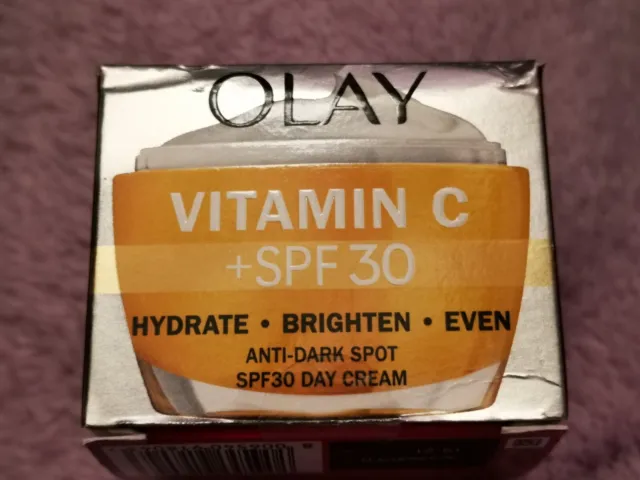 OLAY
VITAMIN C
+SPF 30
HYDRATE • BRIGHTEN • EVEN
ANTI-DARK SPOT
SPF30 DAY CREAM